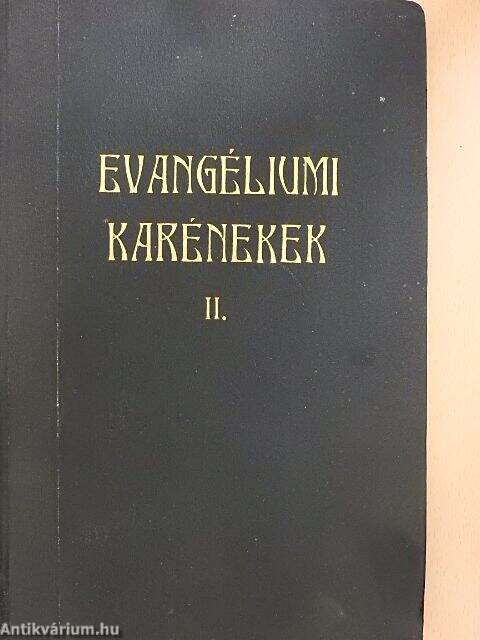 EVANGÉLIUMI
KARÉNEKEK
II.
Antikvárium.hu